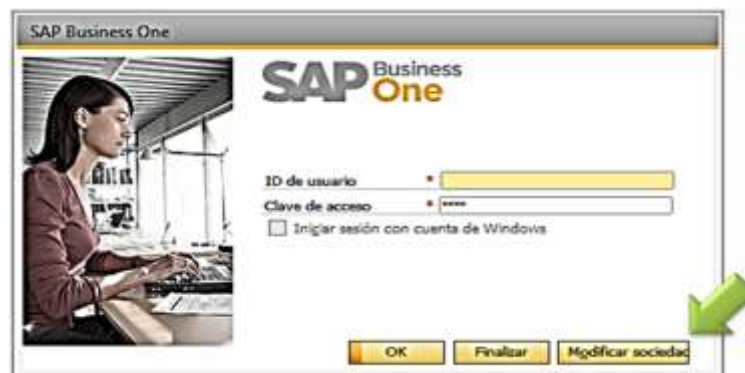 SAP Business One
SAP Business
One
ID de usuario *
Clave de acceso * ****
Iniciar sesión con cuenta de Windows
OK Finalizar Modificar sociedad